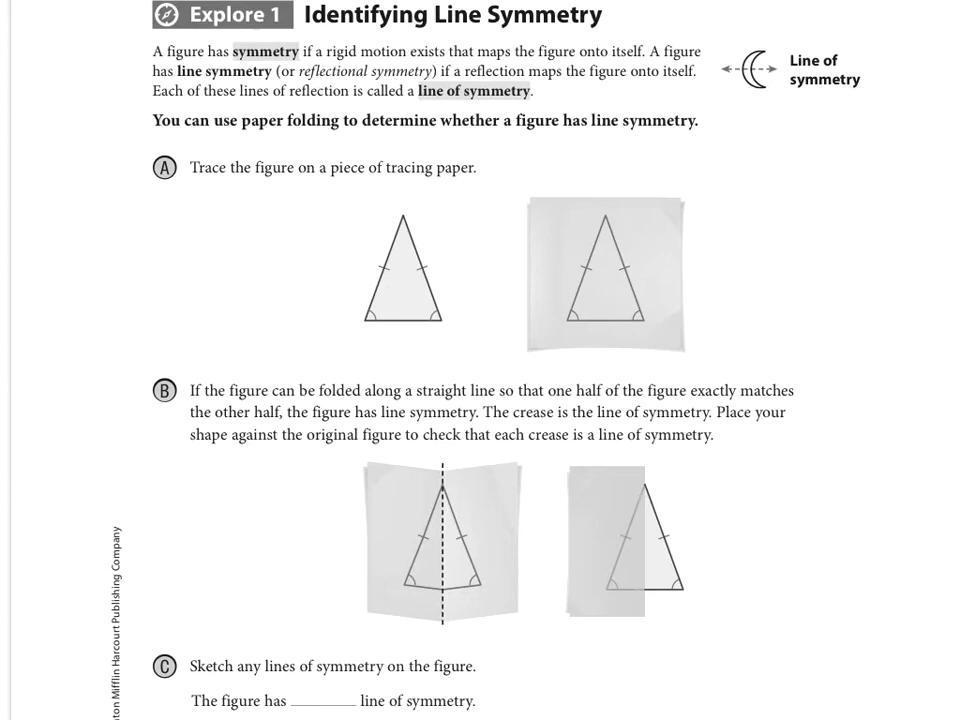 Explore 1 Identifying Line Symmetry
A figure has symmetry if a rigid motion exists that maps the figure onto itself. A figure
has line symmetry (or reflectional symmetry) if a reflection maps the figure onto itself.
Each of these lines of reflection is called a line of symmetry.
Line of
symmetry
You can use paper folding to determine whether a figure has line symmetry.
A Trace the figure on a piece of tracing paper.
B If the figure can be folded along a straight line so that one half of the figure exactly matches
the other half, the figure has line symmetry. The crease is the line of symmetry. Place your
shape against the original figure to check that each crease is a line of symmetry.
C Sketch any lines of symmetry on the figure.
The figure has ________ line of symmetry.
Mifflin Harcourt Publishing Company